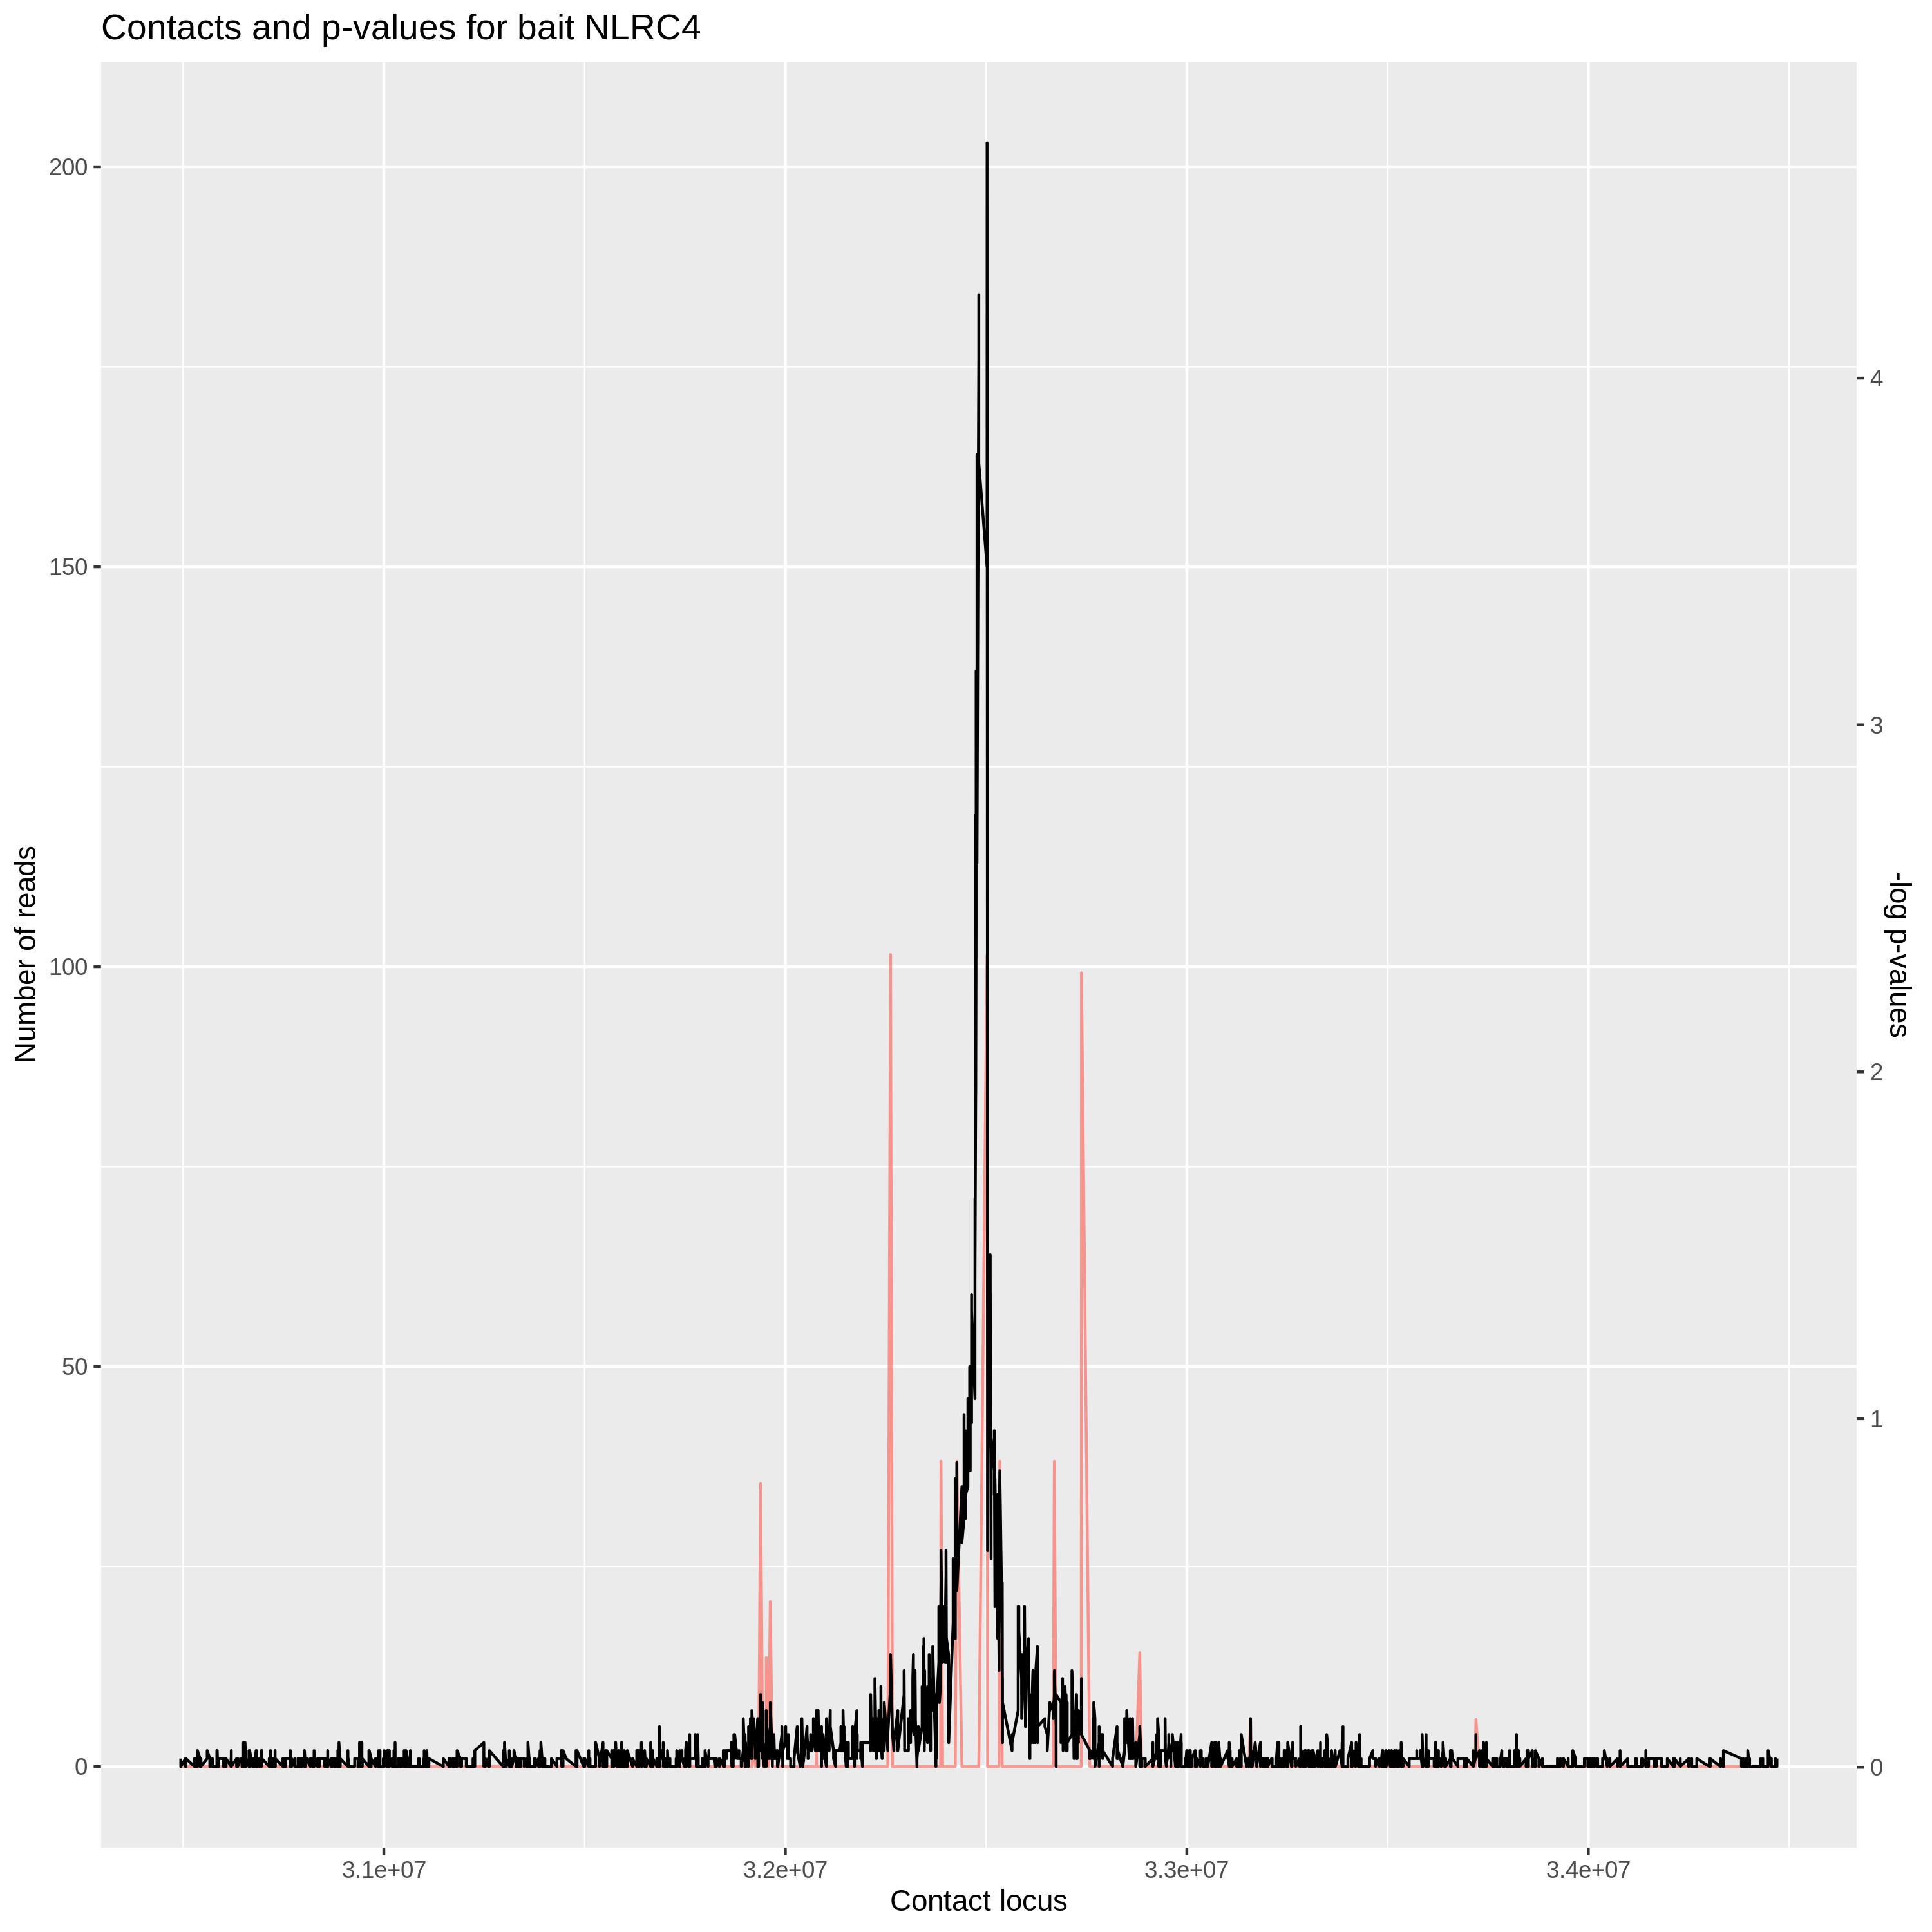 Contacts and p-values for bait NLRC4
200
150
100
50
0
Number of reads
4
3
2
1
0
-log p-values
3.1e+07 3.2e+07 3.3e+07 3.4e+07
Contact locus